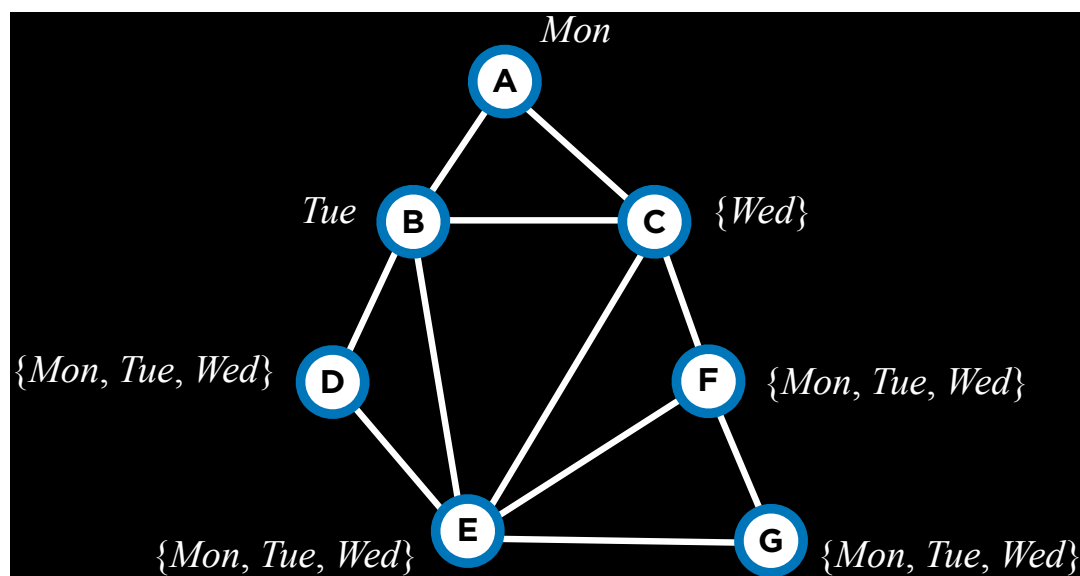 Mon
A
Tue
B
C
{Wed}
{Mon, Tue, Wed}
D
F
{Mon, Tue, Wed}
E
{Mon, Tue, Wed}
G
{Mon, Tue, Wed}